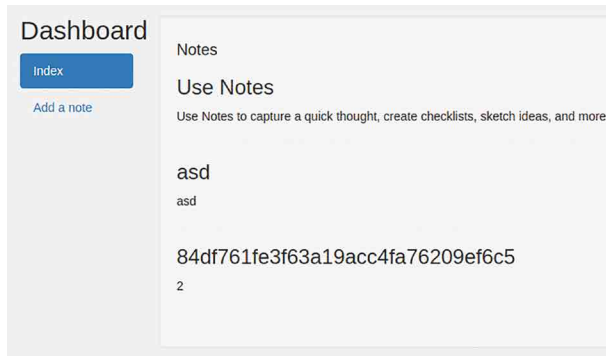 Dashboard
Index
Add a note
Notes
Use Notes
Use Notes to capture a quick thought, create checklists, sketch ideas, and more
asd
asd
84df761fe3f63a19acc4fa76209ef6c5
2